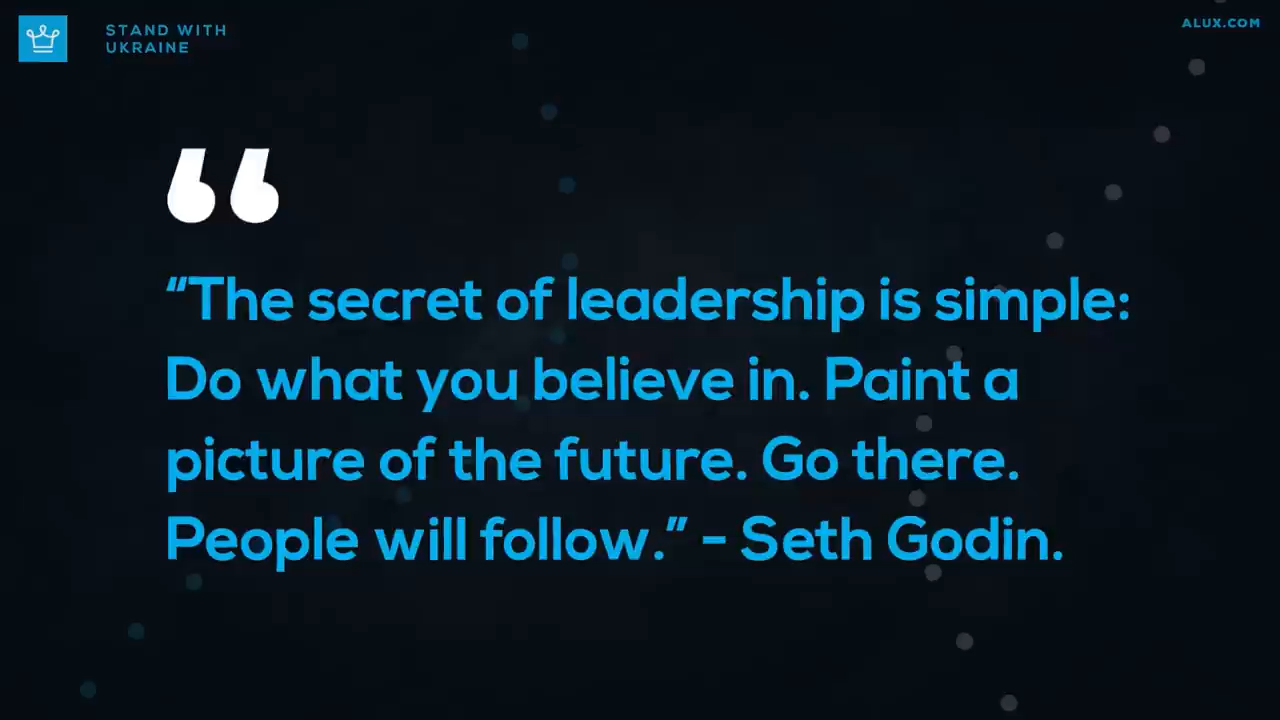 STAND WITH
UKRAINE
ALUX.COM
“
“The secret of leadership is simple:
Do what you believe in. Paint a
picture of the future. Go there.
People will follow.” - Seth Godin.